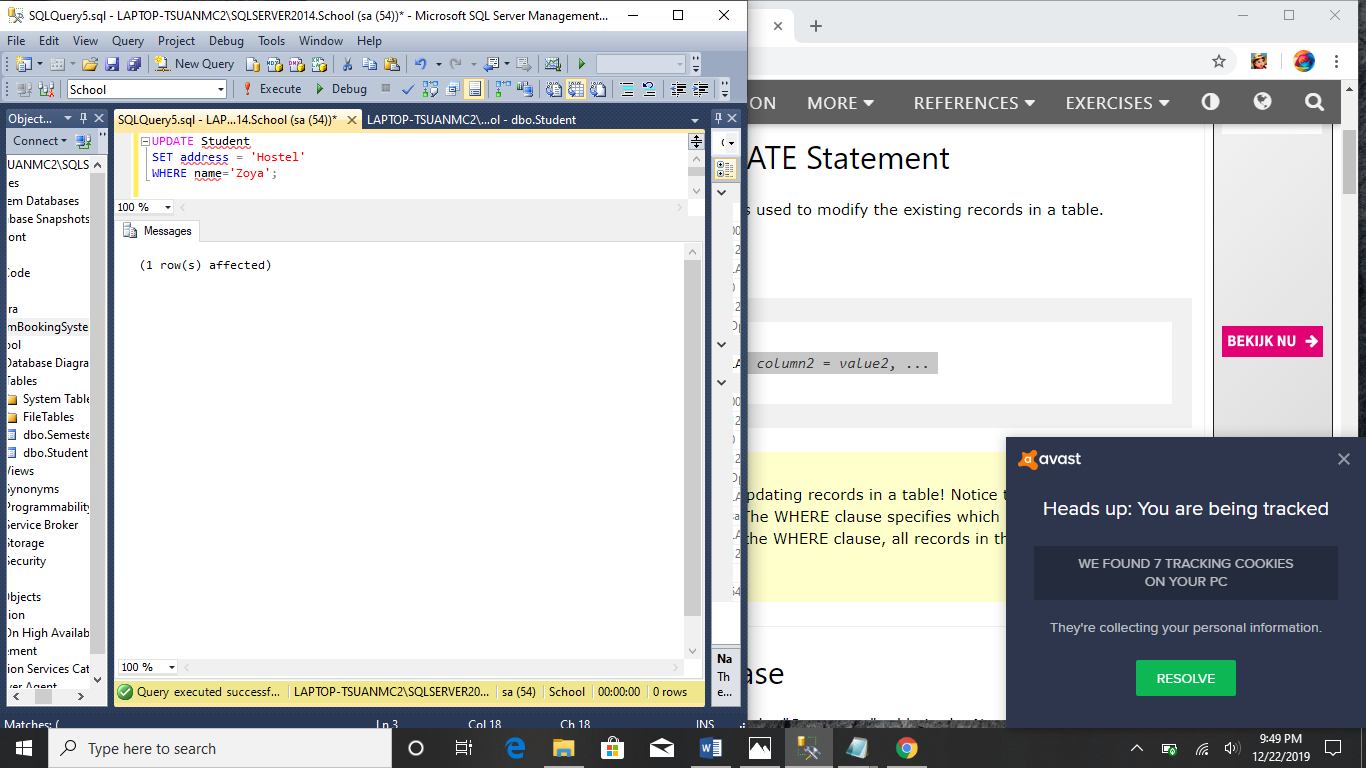 SQLQuery5.sql - LAPTOP-TSUANMC2\SQLSERVER2014.School (sa (54))* - Microsoft SQL Server Management...
File Edit View Query Project Debug Tools Window Help
New Query
School Execute Debug
Object...
SQLQuery5.sql - LAP...14.School (sa (54))* LAPTOP-TSUANMC2\...ol - dbo.Student
Connect
UPDATE Student
SET address = 'Hostel'
WHERE name='Zoya';
100 %
Messages
(1 row(s) affected)
UANMC2\SQLS
es
em Databases
base Snapshots
ont
Code
ra
mBookingSyste
ool
Database Diagra
Tables
System Table
FileTables
dbo.Semeste
dbo.Student
Views
Synonyms
Programmability
Service Broker
Storage
Security
Objects
ion
On High Availab
ement
ion Services Cat
ver Agent
100 %
Na
Th
e...
Query executed successf... LAPTOP-TSUANMC2\SQLSERVER20... sa (54) School 00:00:00 0 rows
Matches: ( Ln 3 Col 18 Ch 18 INS
ON MORE REFERENCES EXERCISES
ATE Statement
s used to modify the existing records in a table.
column2 = value2, ...
BEKIJK NU
pdating records in a table! Notice t
The WHERE clause specifies which
the WHERE clause, all records in th
ase
avast
Heads up: You are being tracked
WE FOUND 7 TRACKING COOKIES
ON YOUR PC
They're collecting your personal information.
RESOLVE
Type here to search
9:49 PM
12/22/2019